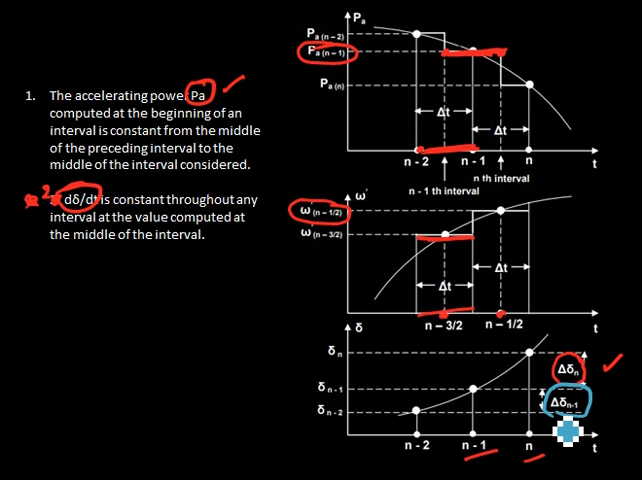 1. The accelerating power Pa
computed at the beginning of an
interval is constant from the middle
of the preceding interval to the
middle of the interval considered.
2 dδ/dt is constant throughout any
interval at the value computed at
the middle of the interval.
Pa
Pa (n–2)
Pa (n–1)
Pa (n)
Δt
Δt
n - 2 n - 1 n t
n th interval
n - 1 th interval
ω'
ω'(n – 1/2)
ω'(n – 3/2)
Δt
Δt
n – 3/2 n – 1/2 t
δ
δn
δn-1
δn-2
Δδn
Δδn-1
n - 2 n - 1 n t